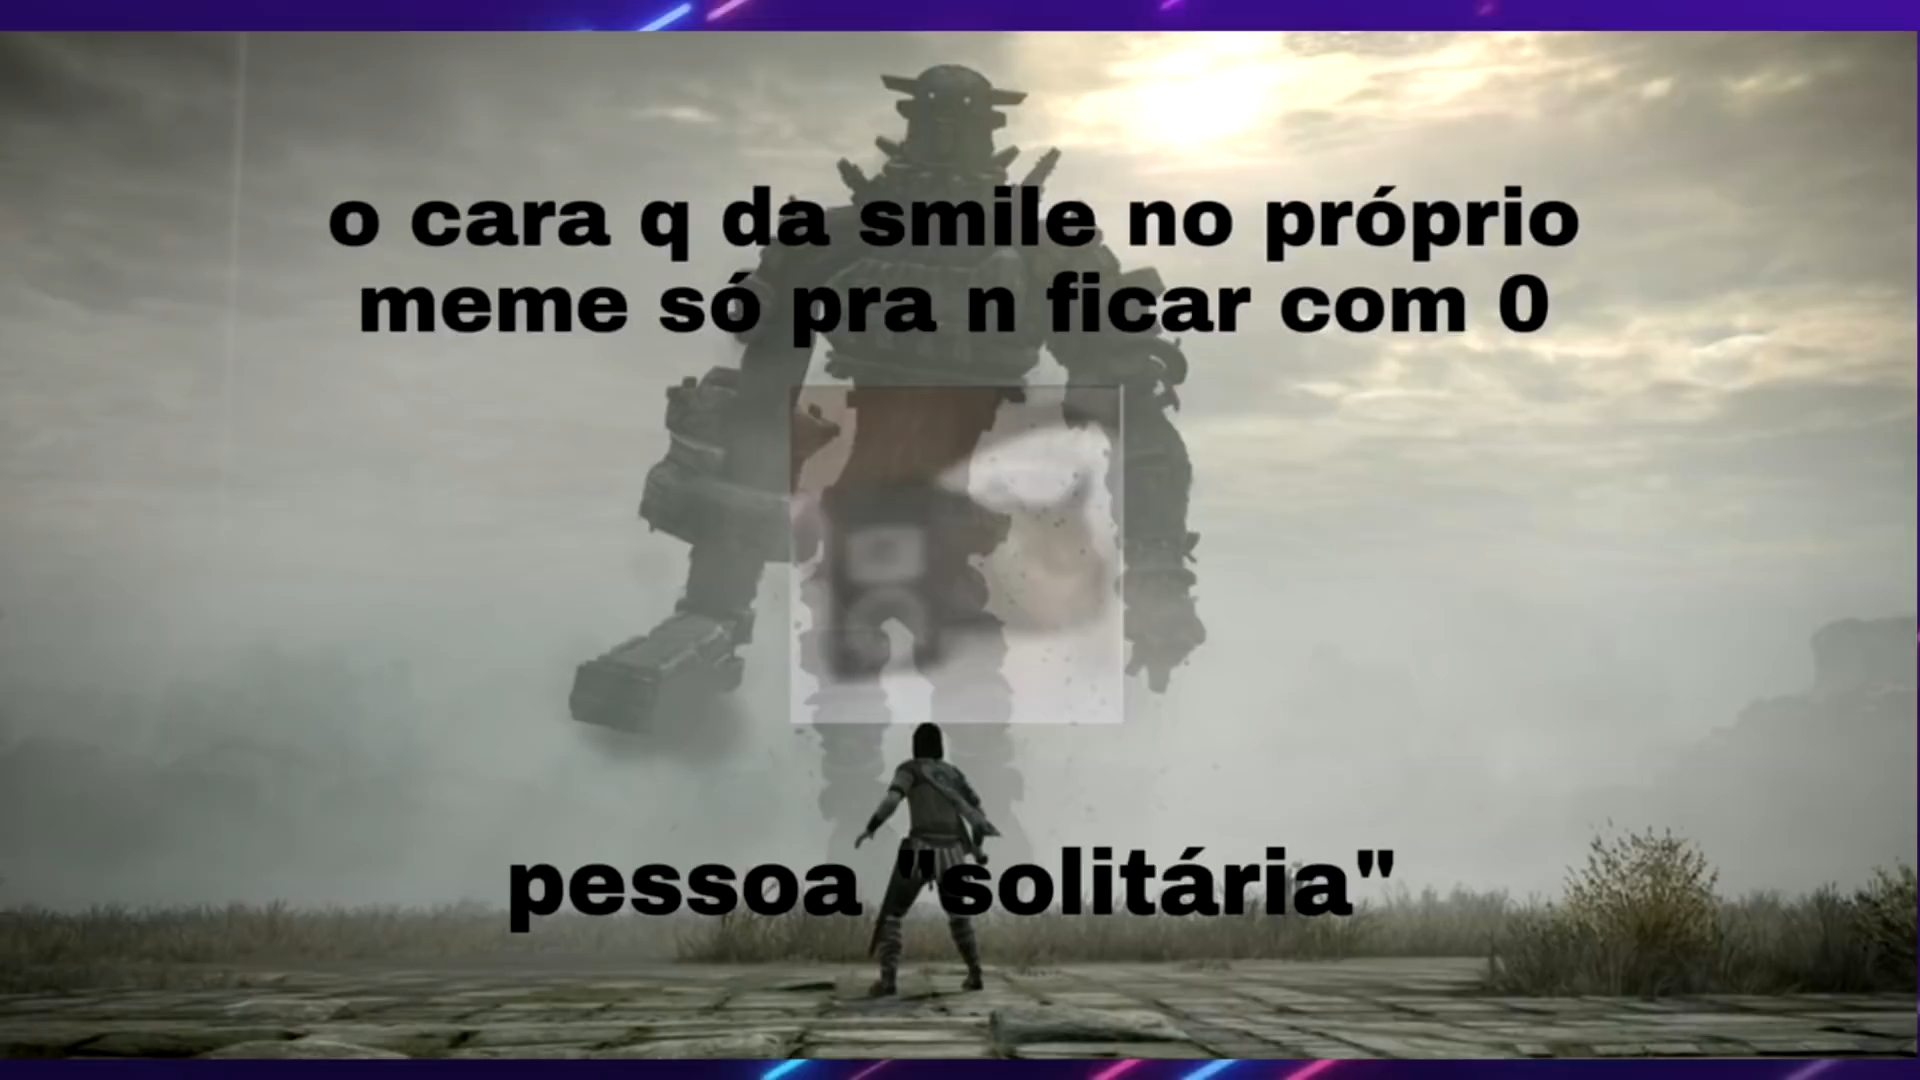 o cara q da smile no próprio
meme só pra n ficar com 0
pessoa "solitária"